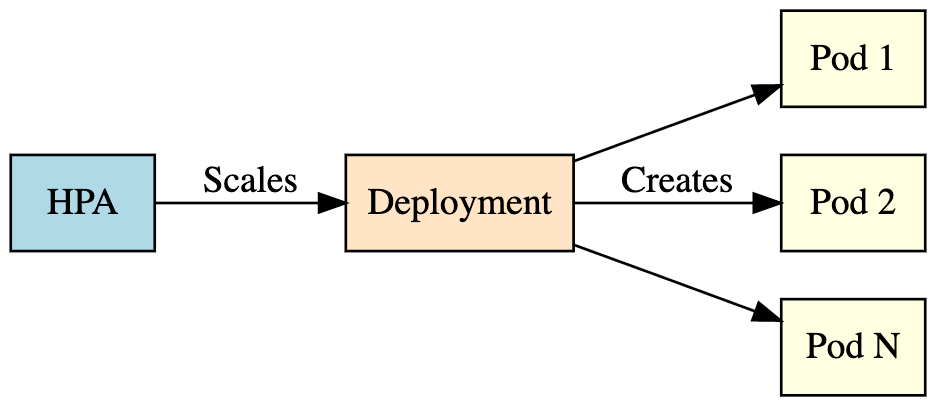 HPA
Scales
Deployment
Creates
Pod 1
Pod 2
Pod N